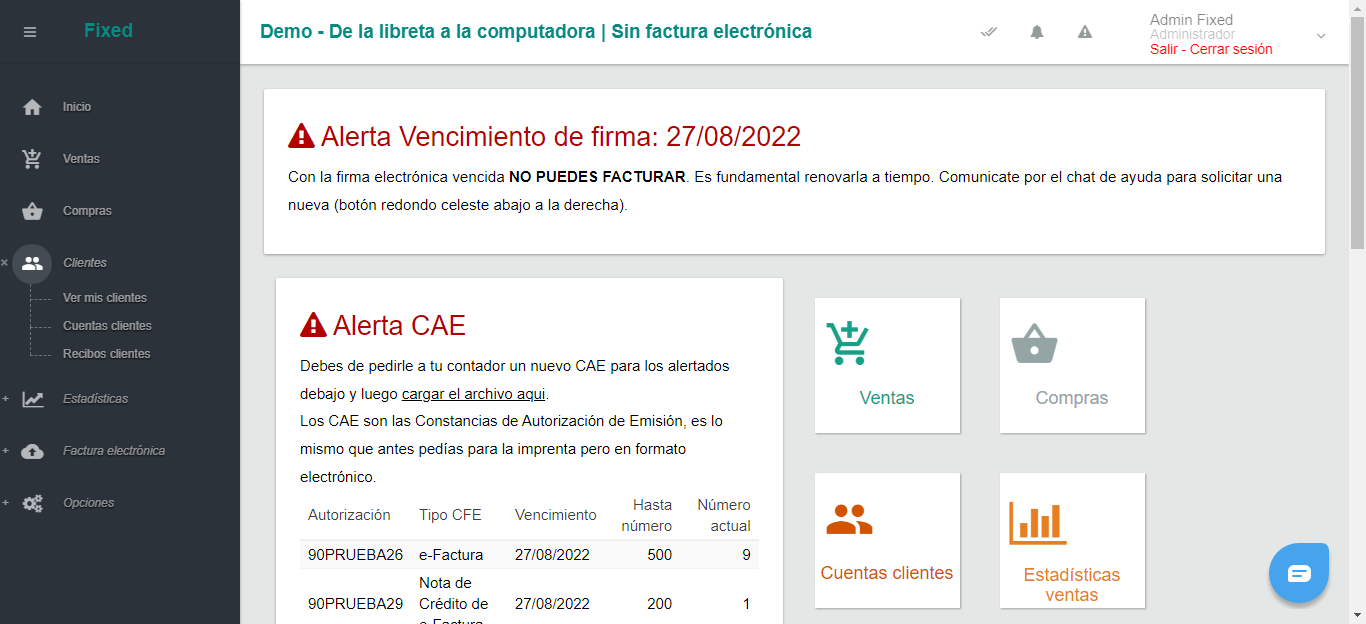 Fixed
Demo - De la libreta a la computadora | Sin factura electrónica
Admin Fixed
Administrador
Salir - Cerrar sesión
Inicio
Ventas
Compras
Clientes
Ver mis clientes
Cuentas clientes
Recibos clientes
Estadísticas
Factura electrónica
Opciones
Alerta Vencimiento de firma: 27/08/2022
Con la firma electrónica vencida NO PUEDES FACTURAR. Es fundamental renovarla a tiempo. Comunicate por el chat de ayuda para solicitar una
nueva (botón redondo celeste abajo a la derecha).
Alerta CAE
Debes de pedirle a tu contador un nuevo CAE para los alertados
debajo y luego cargar el archivo aqui.
Los CAE son las Constancias de Autorización de Emisión, es lo
mismo que antes pedías para la imprenta pero en formato
electrónico.
Autorización Tipo CFE Vencimiento Hasta número Número actual
90PRUEBA26 e-Factura 27/08/2022 500 9
90PRUEBA29 Nota de Crédito de e-Factura 27/08/2022 200 1
Ventas
Compras
Cuentas clientes
Estadísticas
ventas